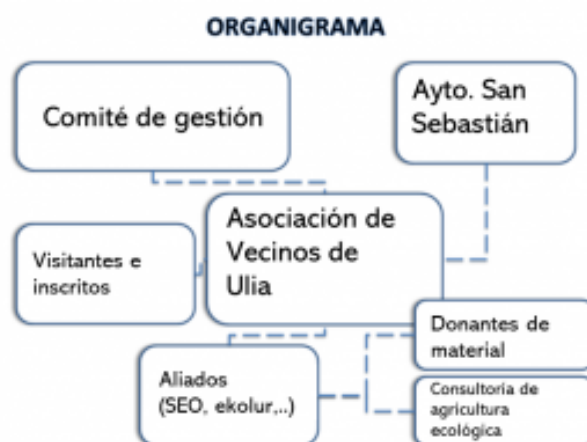 ORGANIGRAMA
Comité de gestión
Ayto. San
Sebastián
Asociación de
Vecinos de
Ulia
Visitantes e
inscritos
Donantes de
material
Aliados
(SEO, ekolur,..)
Consultoría de
agricultura
ecológica